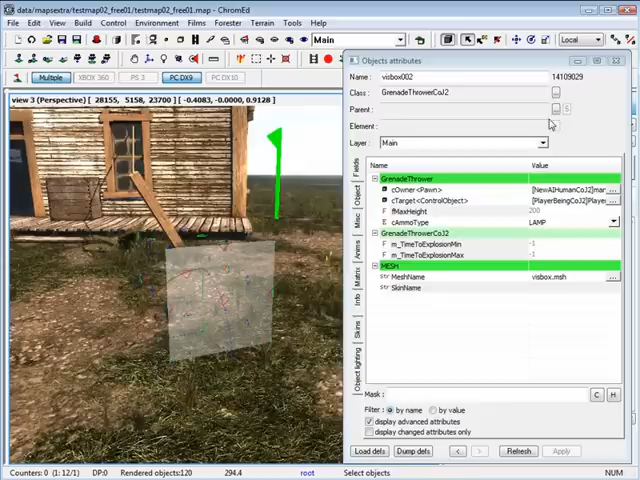 data/mapsextra/testmap02_free01/testmap02_free01.map - ChromEd
File Edit View Build Control Environment Films Forester Terrain Tools Help
Main Local
Multiple XBOX 360 PS 3 PC DX9 PC DX10
view 3 (Perspective) [ 28155, 5158, 23700 ] [ -0.4083, -0.0000, 0.9128 ]
Objects attributes
Name : visbox002 14109029
Class : GrenadeThrowerCoJ2 ...
Parent : ... S
Element :
Layer : Main
Fields Object Misc Anims Matrix Info Skins Object lighting
Name Value
GrenadeThrower
cOwner <Pawn> [NewAIHumanCoJ2]man ...
cTarget <ControlObject> [PlayerBeingCoJ2]Playe ...
F fMaxHeight 200
F cAmmoType LAMP
GrenadeThrowerCoJ2
F m_TimeToExplosionMin -1
F m_TimeToExplosionMax -1
MESH
Str MeshName visbox.msh ...
Str SkinName
Mask : C H
Filter : by name by value
display advanced attributes
display changed attributes only
Load defs Dump defs < > Refresh Apply
Counters: 0 (1: 12/1) DP:0 Rendered objects:120 294.4 root Select objects NUM